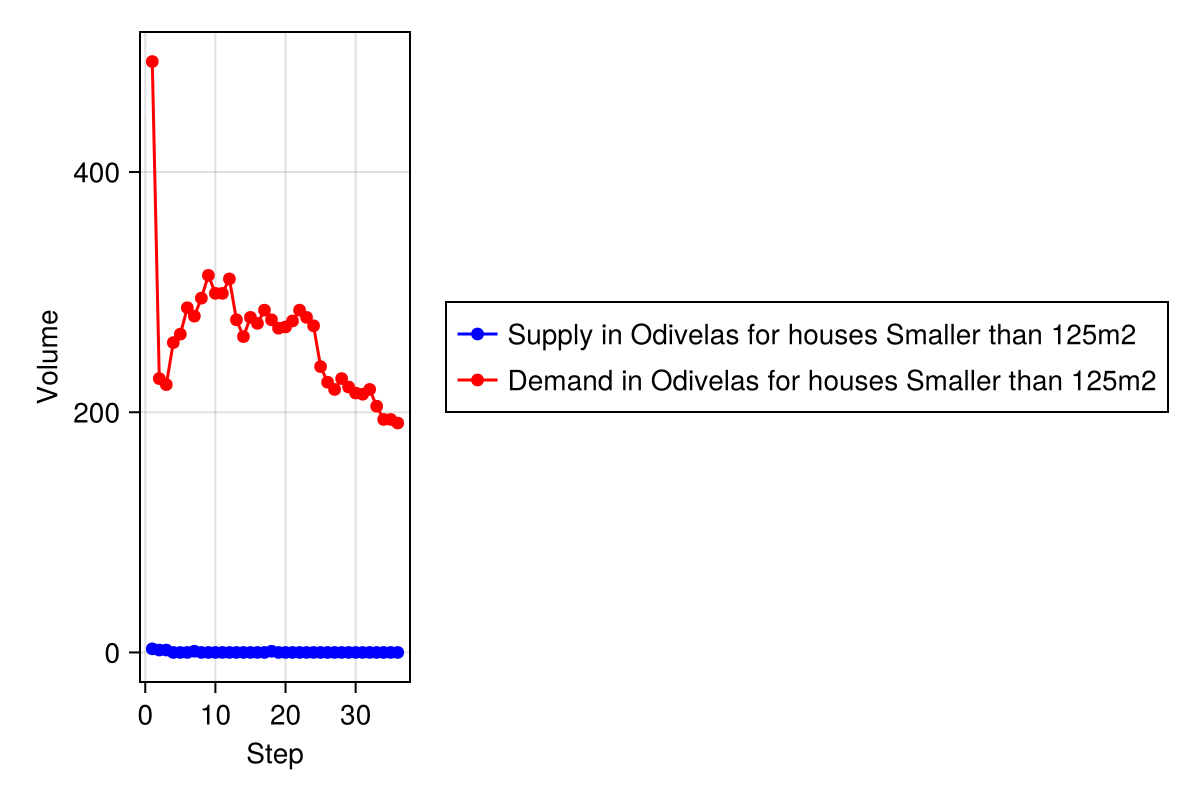 Volume
400
200
0
0 10 20 30
Step
Supply in Odivelas for houses Smaller than 125m2
Demand in Odivelas for houses Smaller than 125m2